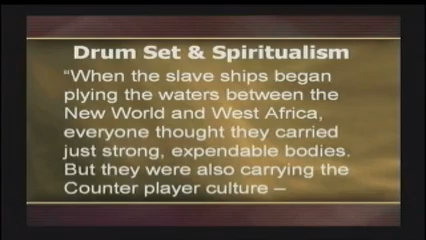 Drum Set & Spiritualism
“When the slave ships began
plying the waters between the
New World and West Africa,
everyone thought they carried
just strong, expendable bodies.
But they were also carrying the
Counter player culture –